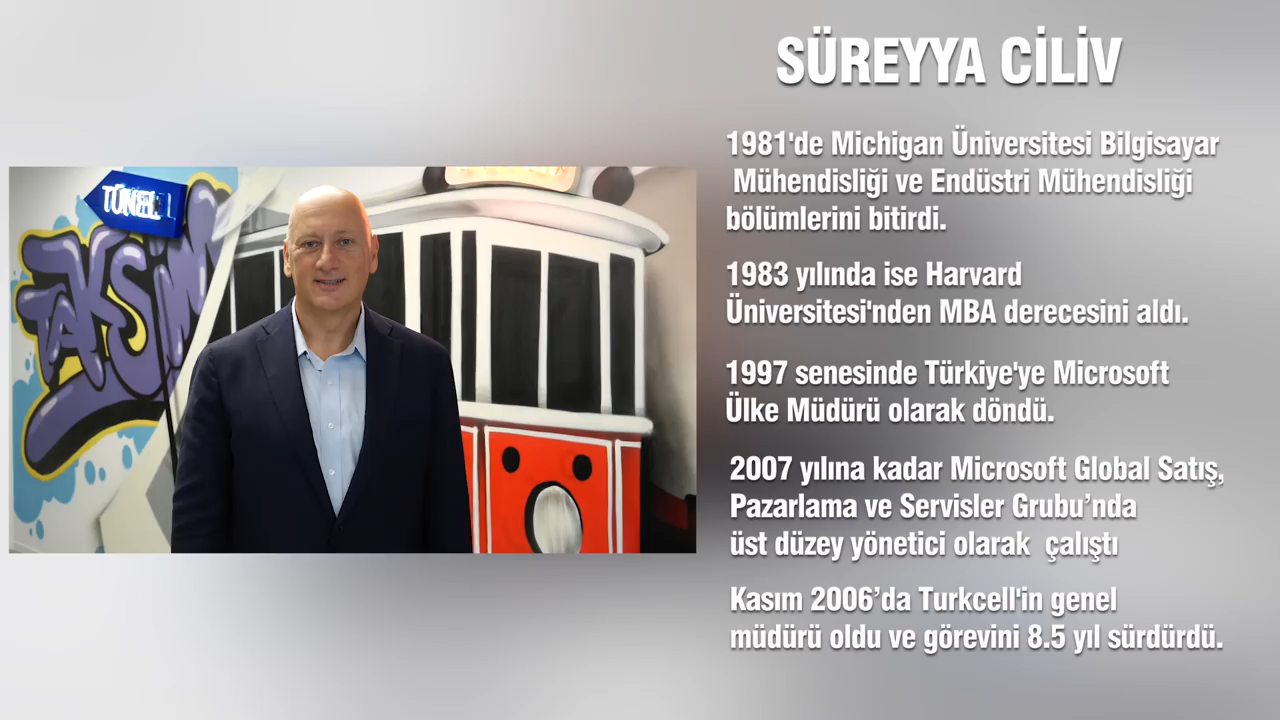 SÜREYYA CİLİV
1981'de Michigan Üniversitesi Bilgisayar
Mühendisliği ve Endüstri Mühendisliği
bölümlerini bitirdi.
1983 yılında ise Harvard
Üniversitesi'nden MBA derecesini aldı.
1997 senesinde Türkiye'ye Microsoft
Ülke Müdürü olarak döndü.
2007 yılına kadar Microsoft Global Satış,
Pazarlama ve Servisler Grubu’nda
üst düzey yönetici olarak çalıştı
Kasım 2006’da Turkcell'in genel
müdürü oldu ve görevini 8.5 yıl sürdürdü.
TÜNEL
TAKSİM